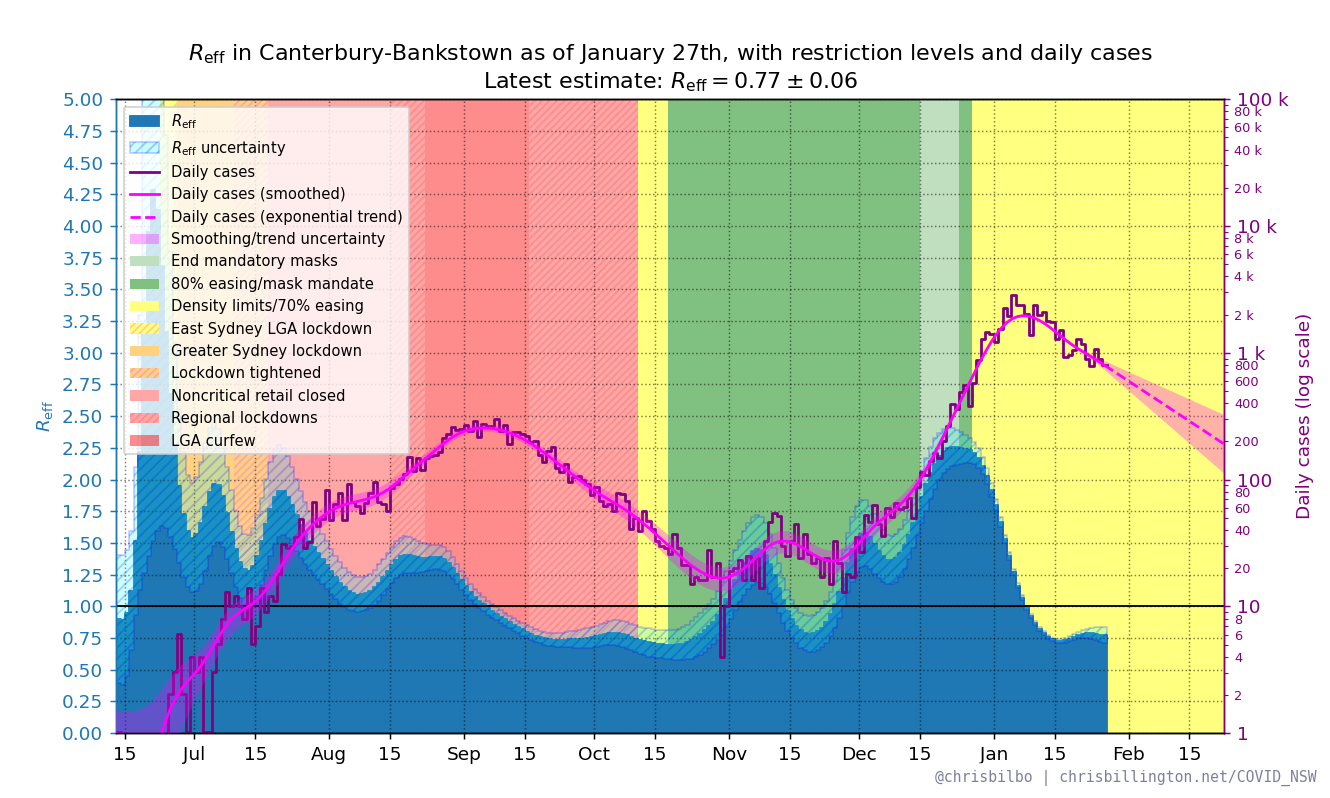 R_eff in Canterbury-Bankstown as of January 27th, with restriction levels and daily cases
Latest estimate: R_eff = 0.77 ± 0.06
R_eff
5.00
4.75
4.50
4.25
4.00
3.75
3.50
3.25
3.00
2.75
2.50
2.25
2.00
1.75
1.50
1.25
1.00
0.75
0.50
0.25
0.00
R_eff
R_eff uncertainty
Daily cases
Daily cases (smoothed)
Daily cases (exponential trend)
Smoothing/trend uncertainty
End mandatory masks
80% easing/mask mandate
Density limits/70% easing
East Sydney LGA lockdown
Greater Sydney lockdown
Lockdown tightened
Noncritical retail closed
Regional lockdowns
LGA curfew
100 k
80 k
60 k
40 k
20 k
10 k
8 k
6 k
4 k
2 k
1 k
800
600
400
200
100
80
60
40
20
10
8
6
4
2
1
Daily cases (log scale)
15 Jul 15 Aug 15 Sep 15 Oct 15 Nov 15 Dec 15 Jan 15 Feb 15
@chrisbilbo | chrisbillington.net/COVID_NSW